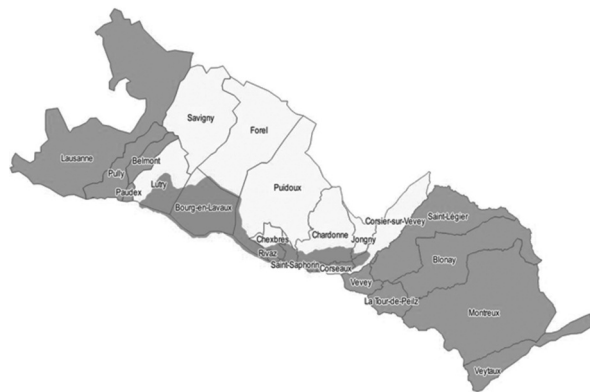 Savigny
Forel
Lausanne
Belmont
Pully
Lutry
Paudex
Bourg-en-Lavaux
Puidoux
Corsier-sur-Vevey
Saint-Légier
Chexbres
Chardonne
Jongny
Rivaz
Saint-Saphorin
Corseaux
Blonay
Vevey
La Tour-de-Peilz
Montreux
Veytaux